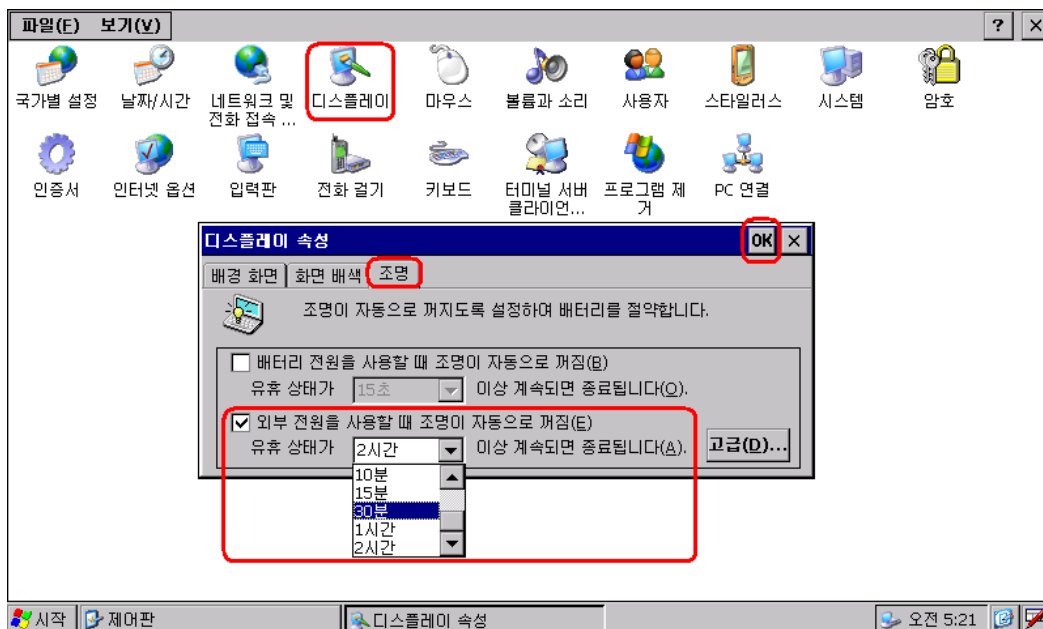 파일(F) 보기(V) ? ×
국가별 설정
날짜/시간
네트워크 및
전화 접속 ...
디스플레이
마우스
볼륨과 소리
사용자
스타일러스
시스템
암호
인증서
인터넷 옵션
입력판
전화 걸기
키보드
터미널 서버
클라이언...
프로그램 제
거
PC 연결
디스플레이 속성 OK ×
배경 화면 화면 배색 조명
조명이 자동으로 꺼지도록 설정하여 배터리를 절약합니다.
배터리 전원을 사용할 때 조명이 자동으로 꺼짐(B)
유휴 상태가 15초 이상 계속되면 종료됩니다(O).
외부 전원을 사용할 때 조명이 자동으로 꺼짐(E)
유휴 상태가 2시간 이상 계속되면 종료됩니다(A).
고급(D)...
10분
15분
30분
1시간
2시간
시작 제어판 디스플레이 속성 오전 5:21